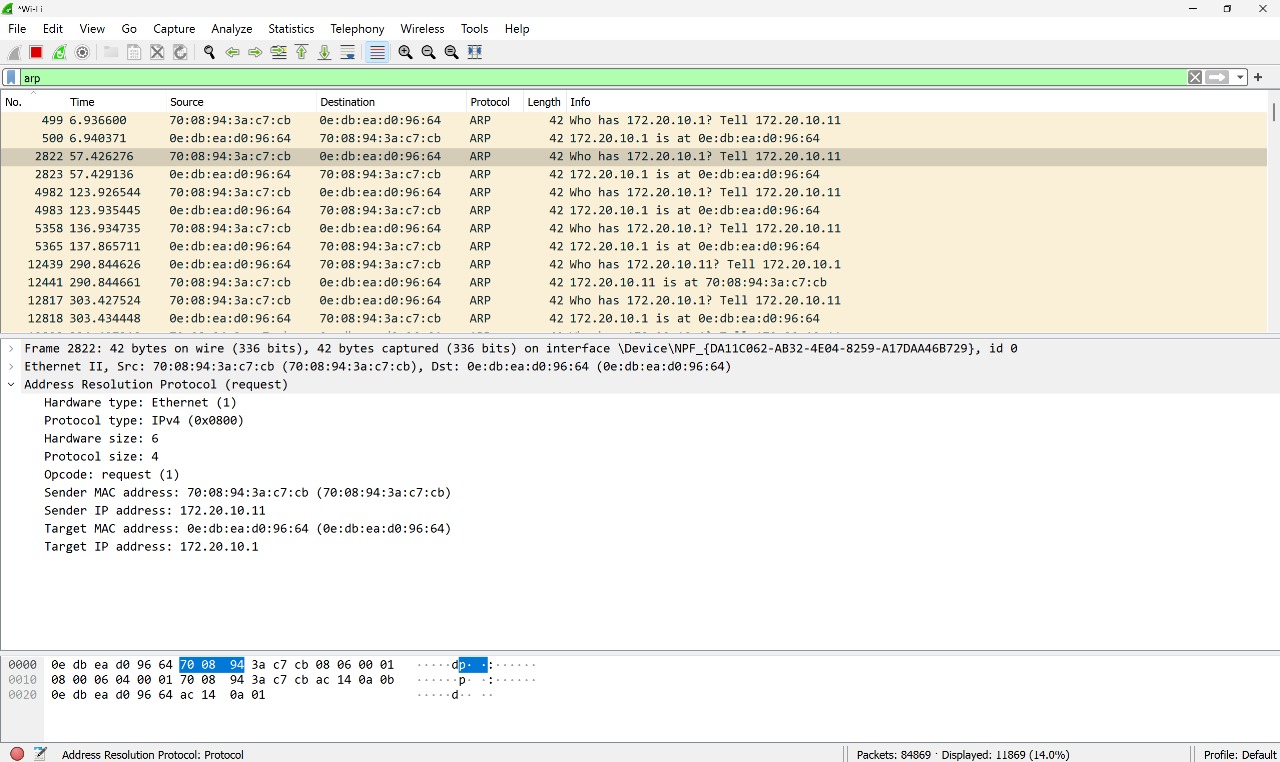 *Wi-Fi
File Edit View Go Capture Analyze Statistics Telephony Wireless Tools Help
arp
No. Time Source Destination Protocol Length Info
499 6.936600 70:08:94:3a:c7:cb 0e:db:ea:d0:96:64 ARP 42 Who has 172.20.10.1? Tell 172.20.10.11
500 6.940371 0e:db:ea:d0:96:64 70:08:94:3a:c7:cb ARP 42 172.20.10.1 is at 0e:db:ea:d0:96:64
2822 57.426276 70:08:94:3a:c7:cb 0e:db:ea:d0:96:64 ARP 42 Who has 172.20.10.1? Tell 172.20.10.11
2823 57.429136 0e:db:ea:d0:96:64 70:08:94:3a:c7:cb ARP 42 172.20.10.1 is at 0e:db:ea:d0:96:64
4982 123.926544 70:08:94:3a:c7:cb 0e:db:ea:d0:96:64 ARP 42 Who has 172.20.10.1? Tell 172.20.10.11
4983 123.935445 0e:db:ea:d0:96:64 70:08:94:3a:c7:cb ARP 42 172.20.10.1 is at 0e:db:ea:d0:96:64
5358 136.934735 70:08:94:3a:c7:cb 0e:db:ea:d0:96:64 ARP 42 Who has 172.20.10.1? Tell 172.20.10.11
5365 137.865711 0e:db:ea:d0:96:64 70:08:94:3a:c7:cb ARP 42 172.20.10.1 is at 0e:db:ea:d0:96:64
12439 290.844626 0e:db:ea:d0:96:64 70:08:94:3a:c7:cb ARP 42 Who has 172.20.10.11? Tell 172.20.10.1
12441 290.844661 70:08:94:3a:c7:cb 0e:db:ea:d0:96:64 ARP 42 172.20.10.11 is at 70:08:94:3a:c7:cb
12817 303.427524 70:08:94:3a:c7:cb 0e:db:ea:d0:96:64 ARP 42 Who has 172.20.10.1? Tell 172.20.10.11
12818 303.434448 0e:db:ea:d0:96:64 70:08:94:3a:c7:cb ARP 42 172.20.10.1 is at 0e:db:ea:d0:96:64
Frame 2822: 42 bytes on wire (336 bits), 42 bytes captured (336 bits) on interface \Device\NPF_{DA11C062-AB32-4E04-8259-A17DAA46B729}, id 0
Ethernet II, Src: 70:08:94:3a:c7:cb (70:08:94:3a:c7:cb), Dst: 0e:db:ea:d0:96:64 (0e:db:ea:d0:96:64)
Address Resolution Protocol (request)
Hardware type: Ethernet (1)
Protocol type: IPv4 (0x0800)
Hardware size: 6
Protocol size: 4
Opcode: request (1)
Sender MAC address: 70:08:94:3a:c7:cb (70:08:94:3a:c7:cb)
Sender IP address: 172.20.10.11
Target MAC address: 0e:db:ea:d0:96:64 (0e:db:ea:d0:96:64)
Target IP address: 172.20.10.1
0000 0e db ea d0 96 64 70 08 94 3a c7 cb 08 06 00 01 ·····dp· ·:······
0010 08 00 06 04 00 01 70 08 94 3a c7 cb ac 14 0a 0b ······p· ·:······
0020 0e db ea d0 96 64 ac 14 0a 01 ·····d·· ··
Address Resolution Protocol: Protocol Packets: 84869 · Displayed: 11869 (14.0%) Profile: Default